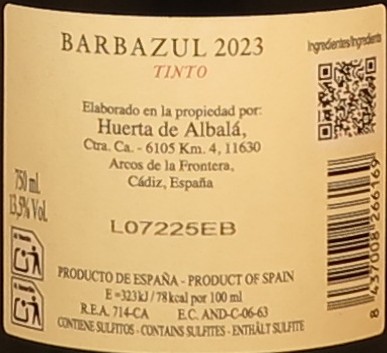 BARBAZUL 2023
TINTO
Ingredientes/Ingredients
Elaborado en la propiedad por:
Huerta de Albalá,
Ctra. Ca. - 6105 Km. 4, 11630
Arcos de la Frontera,
Cádiz, España
750 ml.
13,5% Vol.
L07225EB
8 437008 266169
PRODUCTO DE ESPAÑA - PRODUCT OF SPAIN
E =323kJ / 78kcal por 100 ml
R.E.A. 714-CA E.C. AND-C-06-63
CONTIENE SULFITOS - CONTAINS SULFITES - ENTHÄLT SULFITE